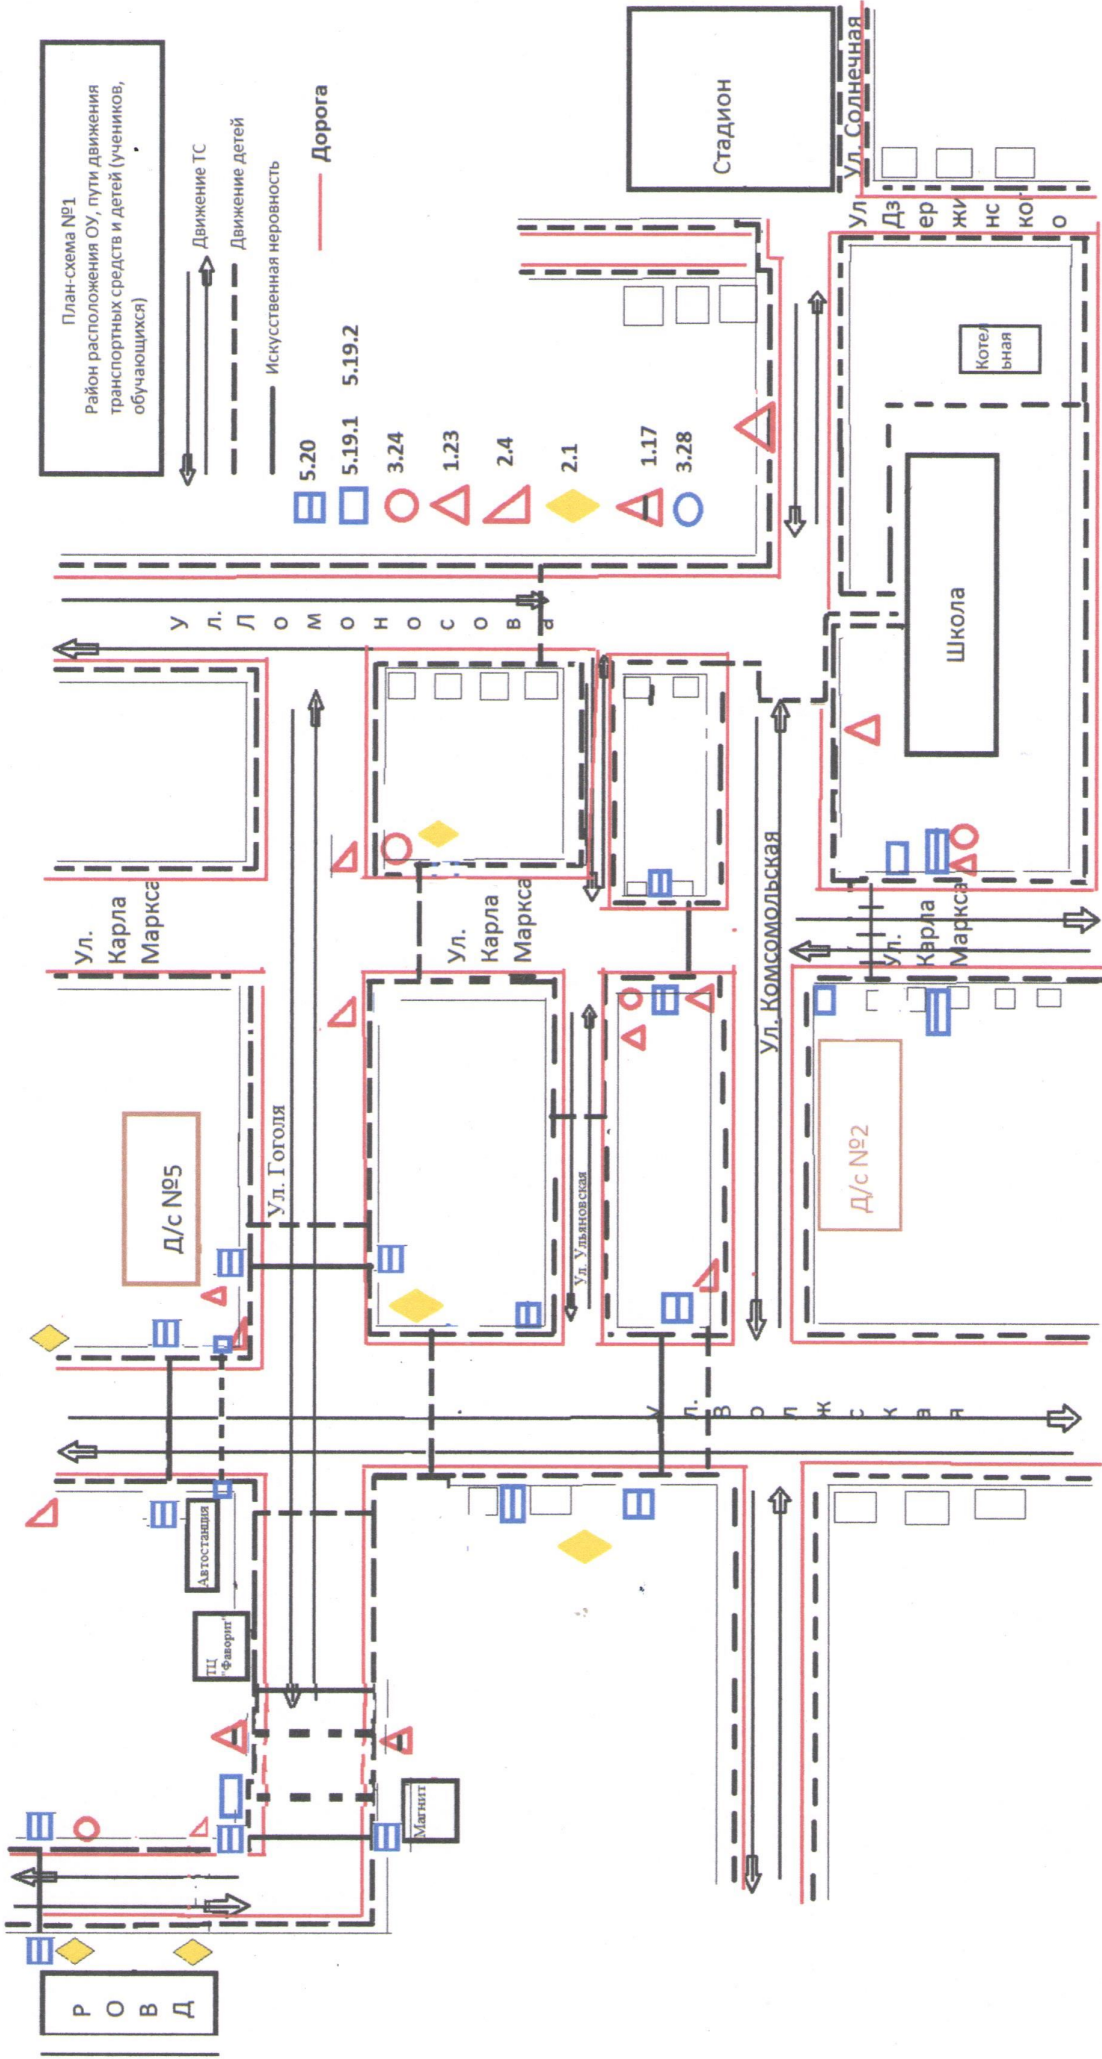 План-схема №1
Район расположения ОУ, пути движения
транспортных средств и детей (учеников,
обучающихся)
Движение ТС
Движение детей
Искусственная неровность
5.20
5.19.1 5.19.2
Дорога
3.24
1.23
2.4
2.1
1.17
3.28
Стадион
Ул. Солнечная
Ул
Дз
ер
жи
нс
ког
о
Котел
ьная
Школа
Ул. Ломоносова
Ул.
Карла
Маркса
Ул.
Карла
Маркса
Ул.
Карла
Маркса
Ул. Комсомольская
Д/с №5
Ул. Гоголя
Ул. Ульяновская
Д/с №2
Ул. Волжская
Автостанция
ТЦ
"Фаворит"
Магнит
РОВД